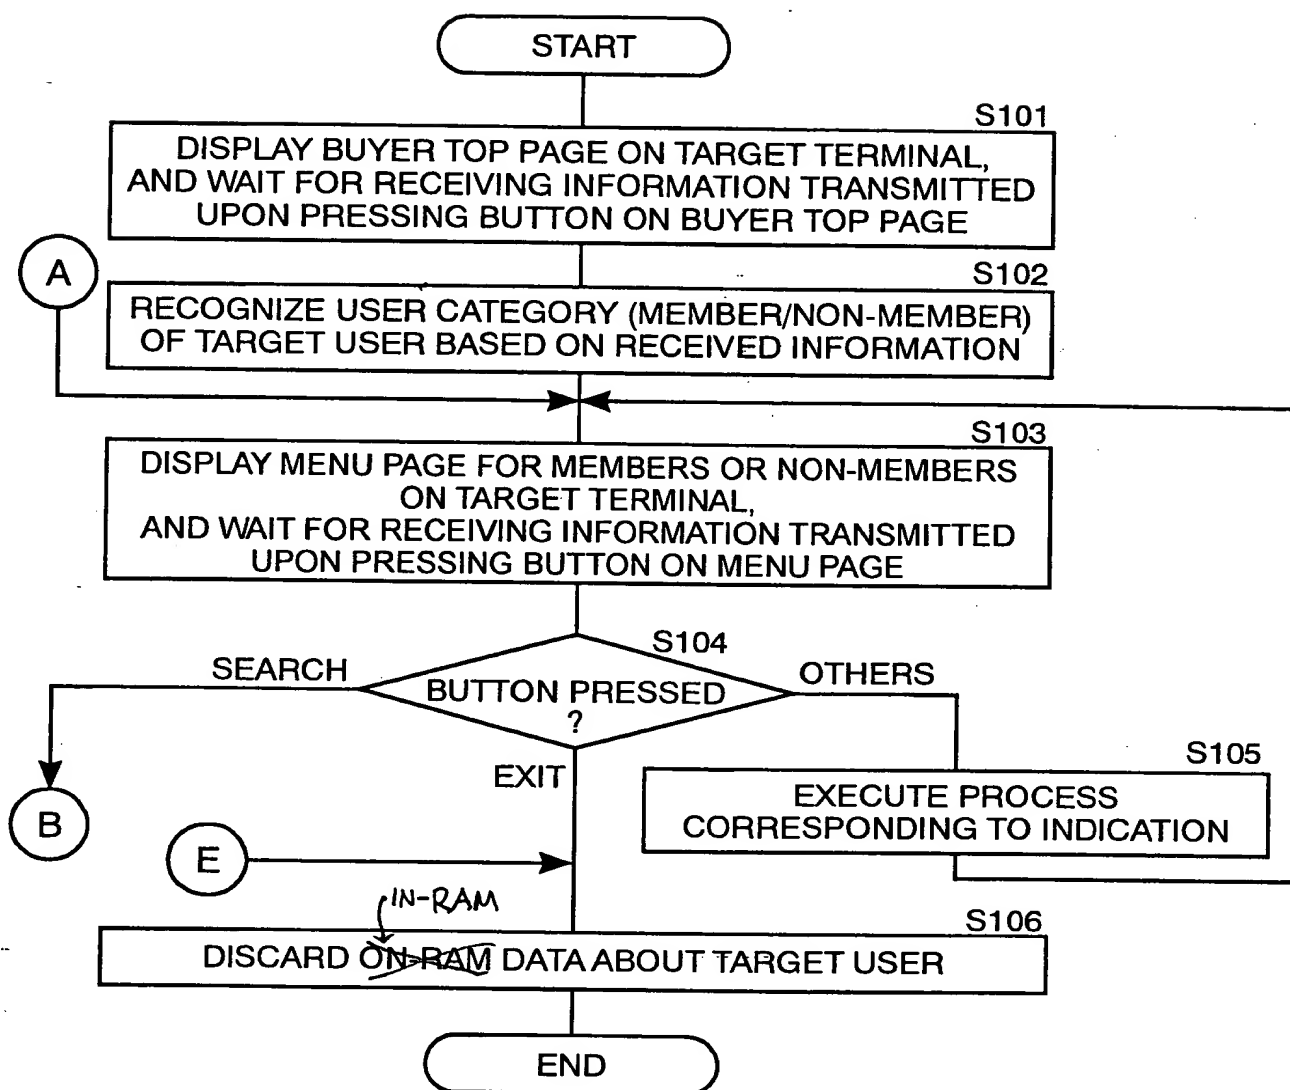 START
S101
DISPLAY BUYER TOP PAGE ON TARGET TERMINAL,
AND WAIT FOR RECEIVING INFORMATION TRANSMITTED
UPON PRESSING BUTTON ON BUYER TOP PAGE
A
S102
RECOGNIZE USER CATEGORY (MEMBER/NON-MEMBER)
OF TARGET USER BASED ON RECEIVED INFORMATION
S103
DISPLAY MENU PAGE FOR MEMBERS OR NON-MEMBERS
ON TARGET TERMINAL,
AND WAIT FOR RECEIVING INFORMATION TRANSMITTED
UPON PRESSING BUTTON ON MENU PAGE
S104
SEARCH
BUTTON PRESSED
?
OTHERS
EXIT
S105
EXECUTE PROCESS
CORRESPONDING TO INDICATION
B
E
IN-RAM
S106
DISCARD ON-RAM DATA ABOUT TARGET USER
END